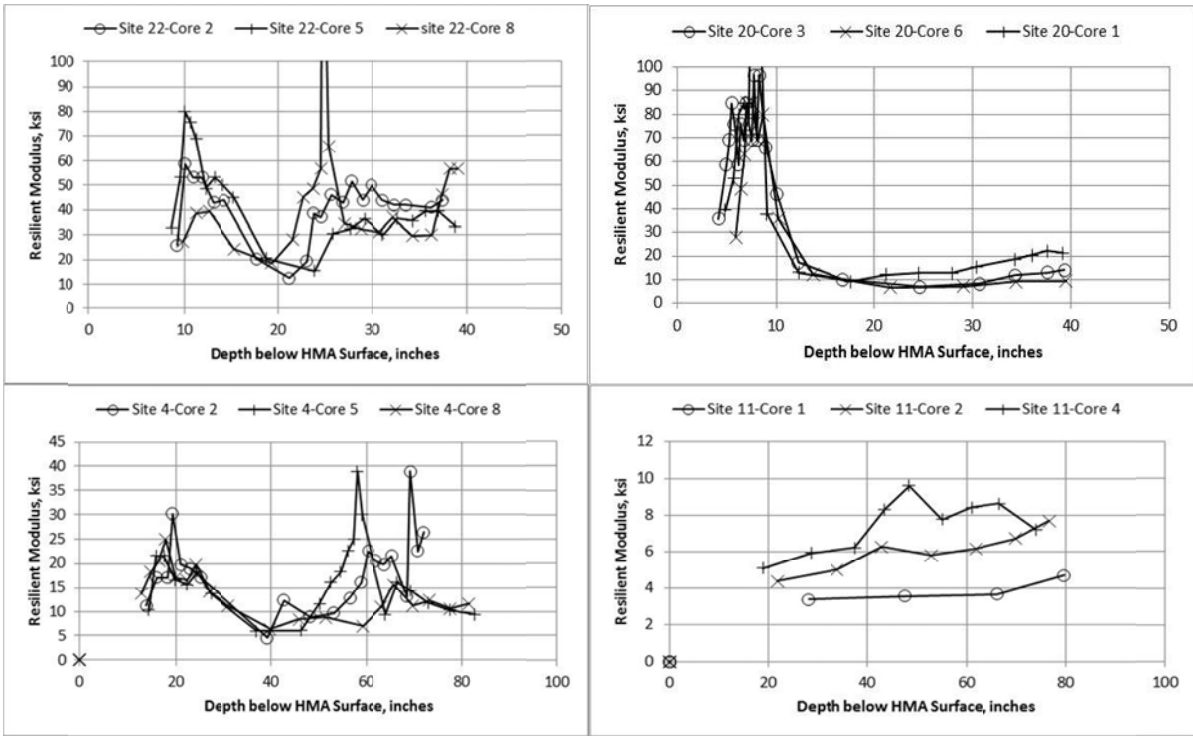 Site 22-Core 2 Site 22-Core 5 site 22-Core 8
100
90
80
70
60
50
40
30
20
10
0
Resilient Modulus, ksi
0 10 20 30 40 50
Depth below HMA Surface, inches
Site 20-Core 3 Site 20-Core 6 Site 20-Core 1
100
90
80
70
60
50
40
30
20
10
0
Resilient Modulus, ksi
0 10 20 30 40 50
Depth below HMA Surface, inches
Site 4-Core 2 Site 4-Core 5 Site 4-Core 8
45
40
35
30
25
20
15
10
5
0
Resilient Modulus, ksi
0 20 40 60 80 100
Depth below HMA Surface, inches
Site 11-Core 1 Site 11-Core 2 Site 11-Core 4
12
10
8
6
4
2
0
Resilient Modulus, ksi
0 20 40 60 80 100
Depth below HMA Surface, inches